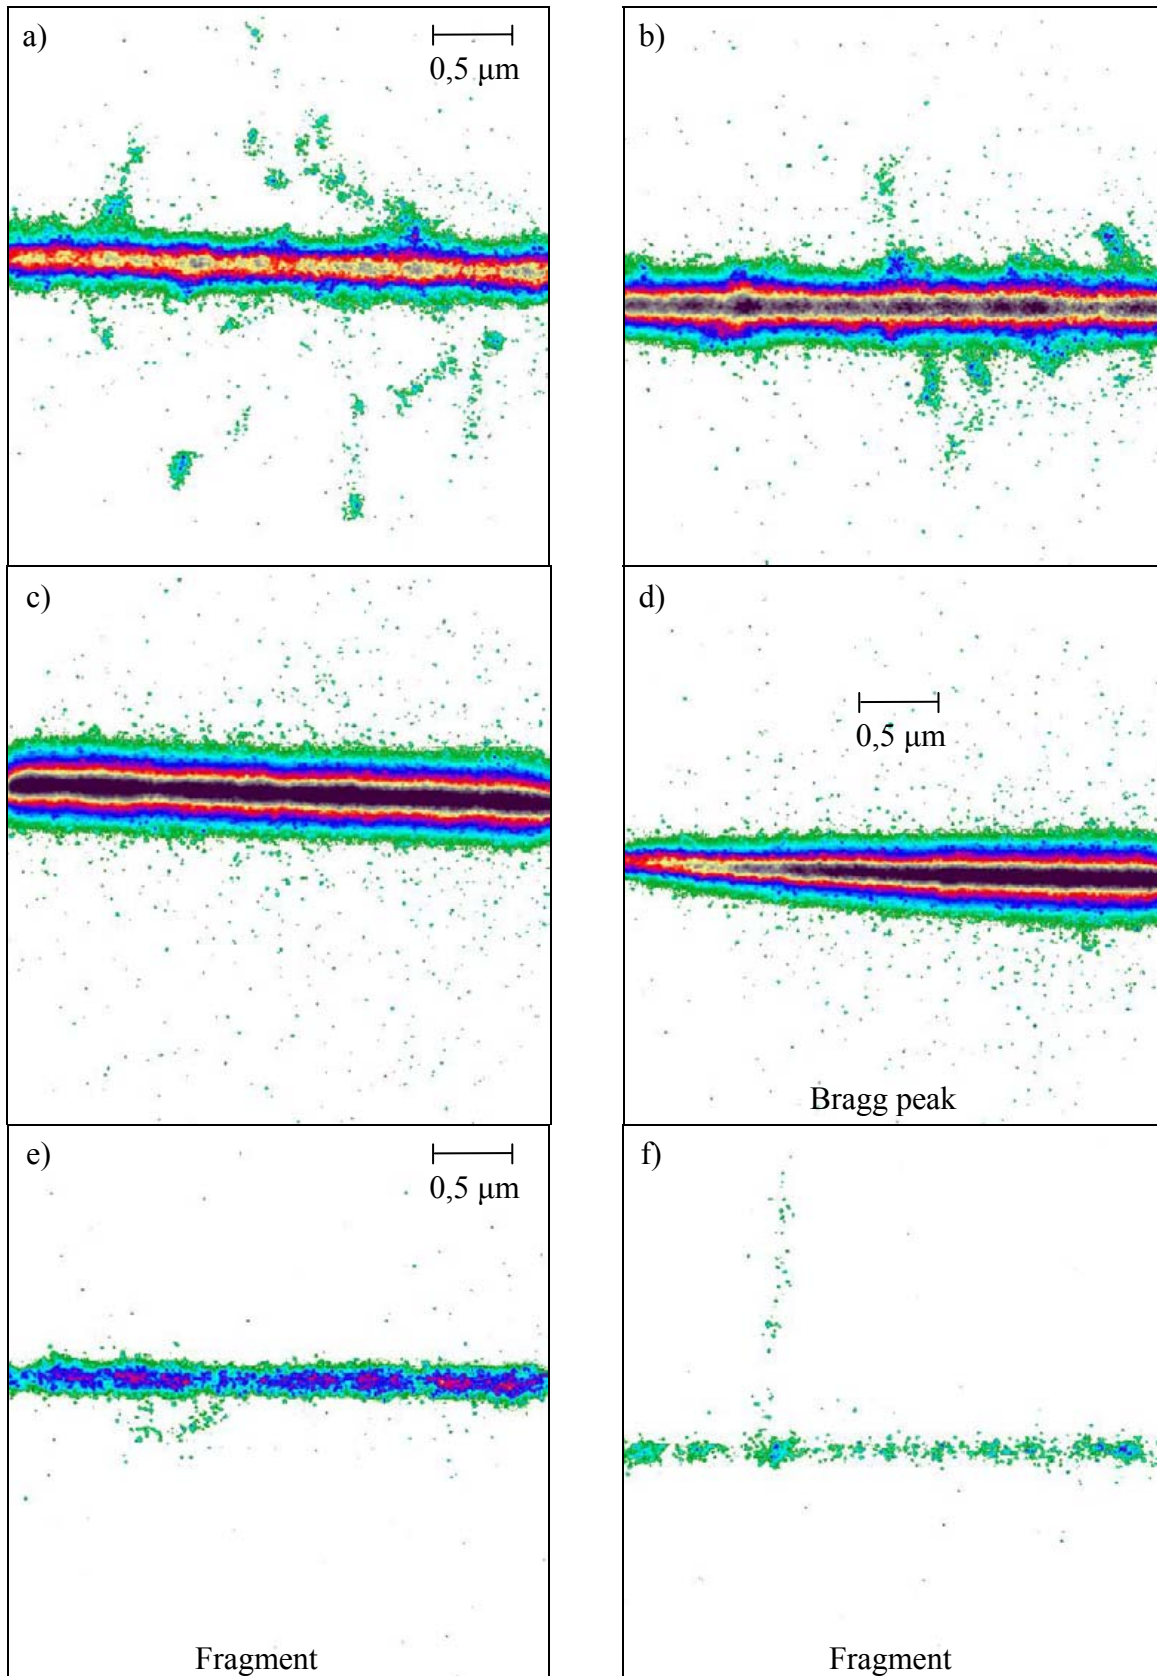 a)
0,5 μm
b)
c)
d)
0,5 μm
Bragg peak
e)
0,5 μm
Fragment
f)
Fragment